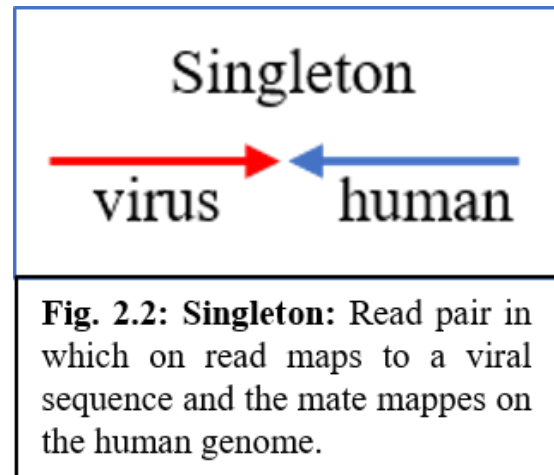 Singleton
virus human
Fig. 2.2: Singleton: Read pair in
which on read maps to a viral
sequence and the mate mappes on
the human genome.